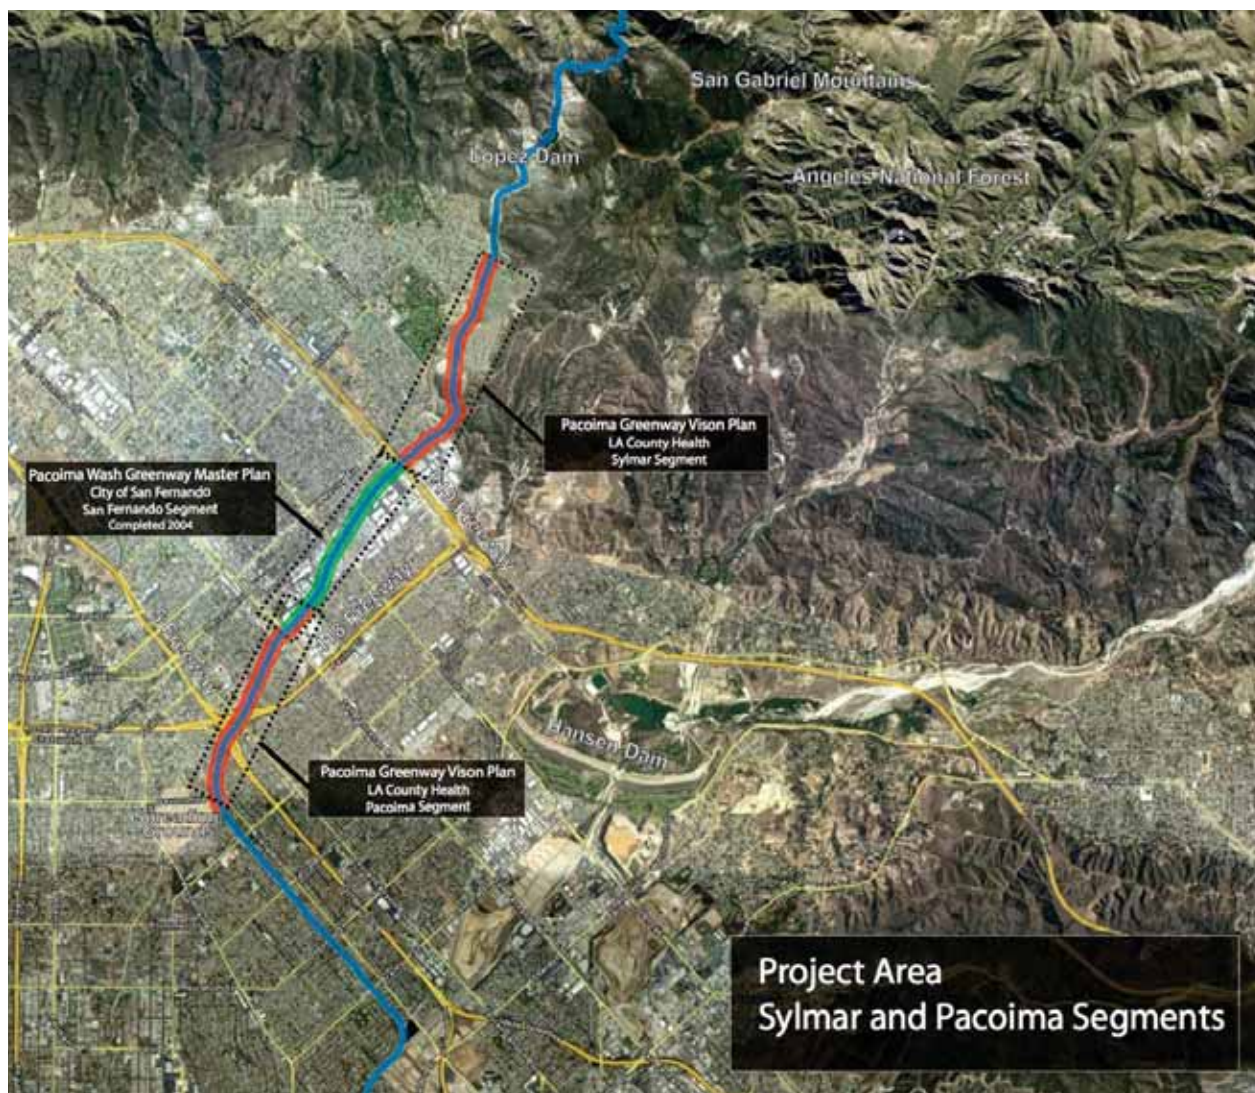 San Gabriel Mountains
Lopez Dam
Angeles National Forest
Pacoima Greenway Vison Plan
LA County Health
Sylmar Segment
Pacoima Wash Greenway Master Plan
City of San Fernando
San Fernando Segment
Completed 2004
Hansen Dam
Pacoima Greenway Vison Plan
LA County Health
Pacoima Segment
Project Area
Sylmar and Pacoima Segments